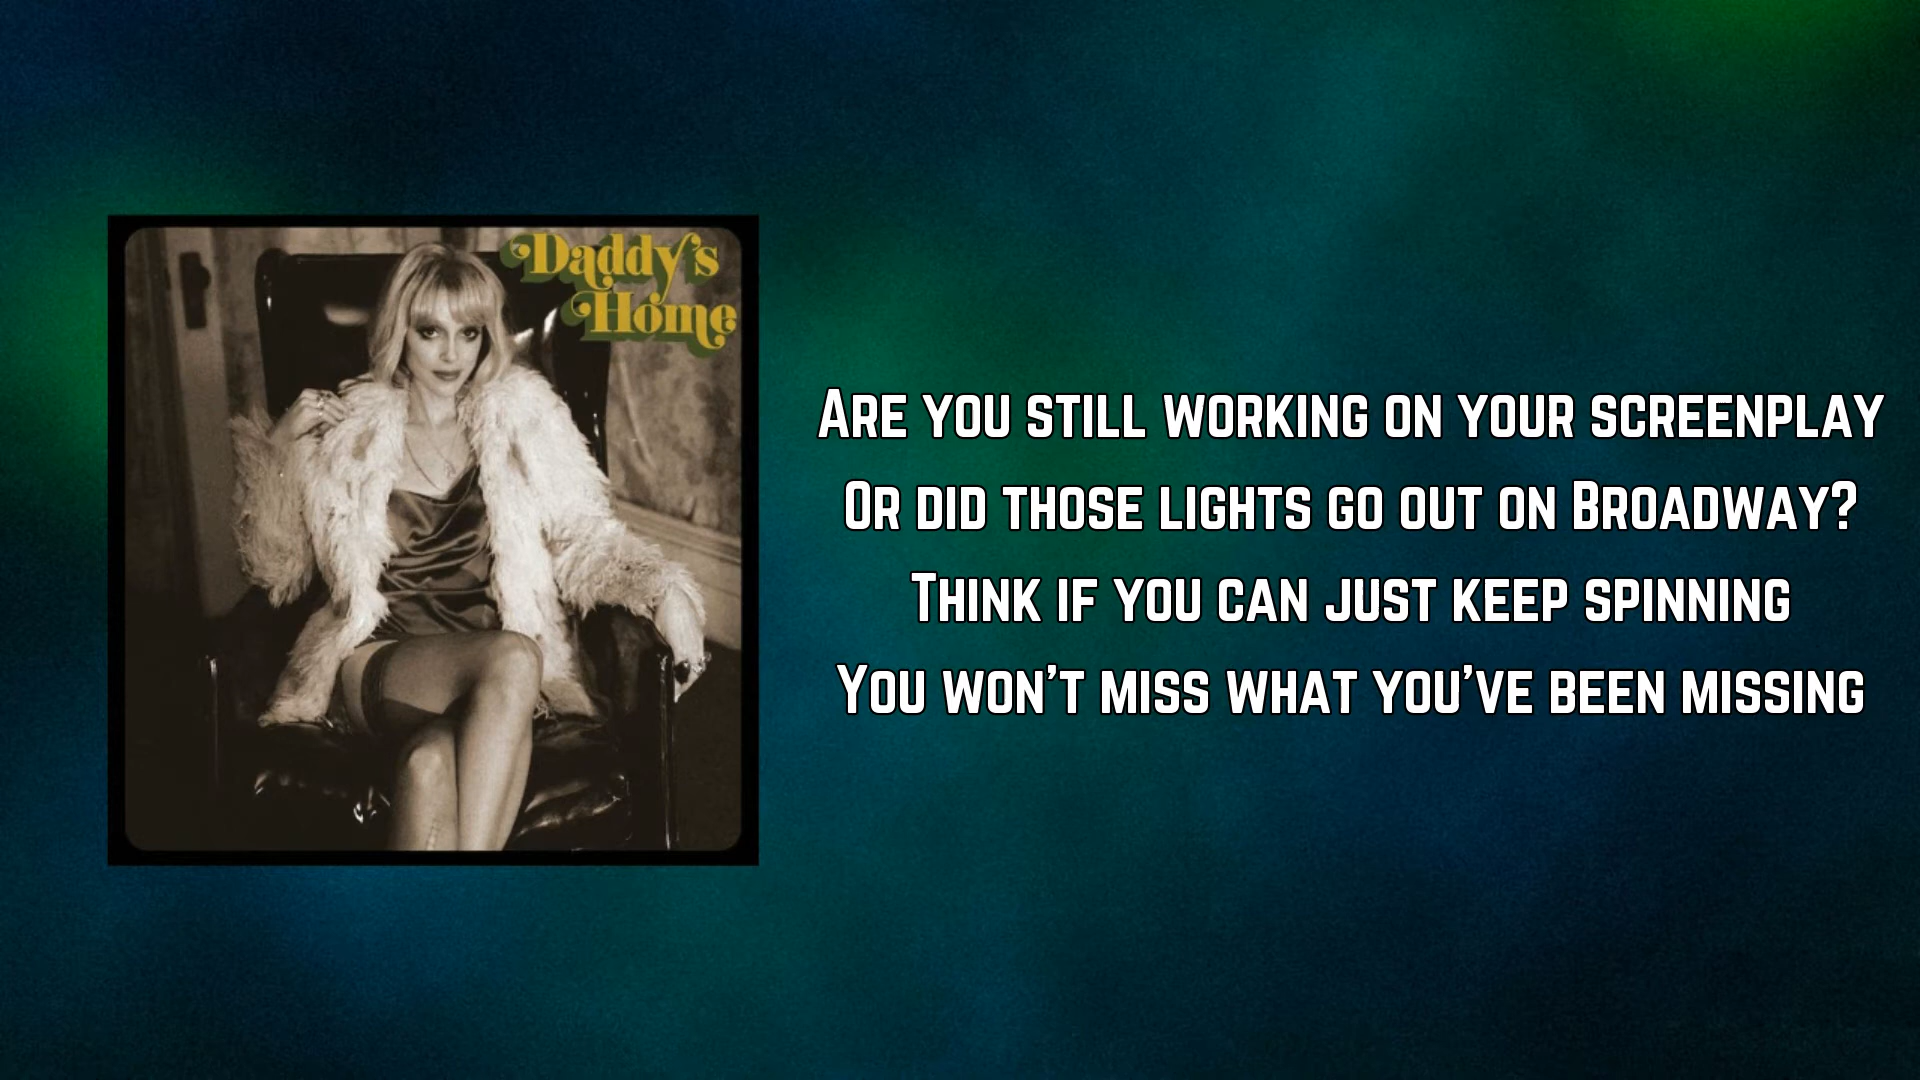 Daddy's
Home
Are you still working on your screenplay
Or did those lights go out on Broadway?
Think if you can just keep spinning
You won't miss what you've been missing